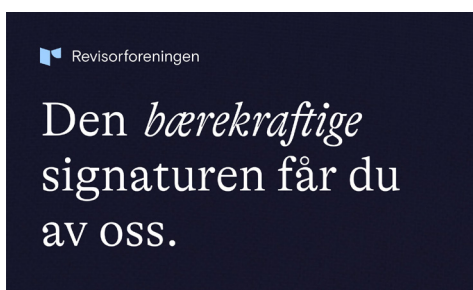 Revisorforeningen
Den bærekraftige
signaturen får du
av oss.